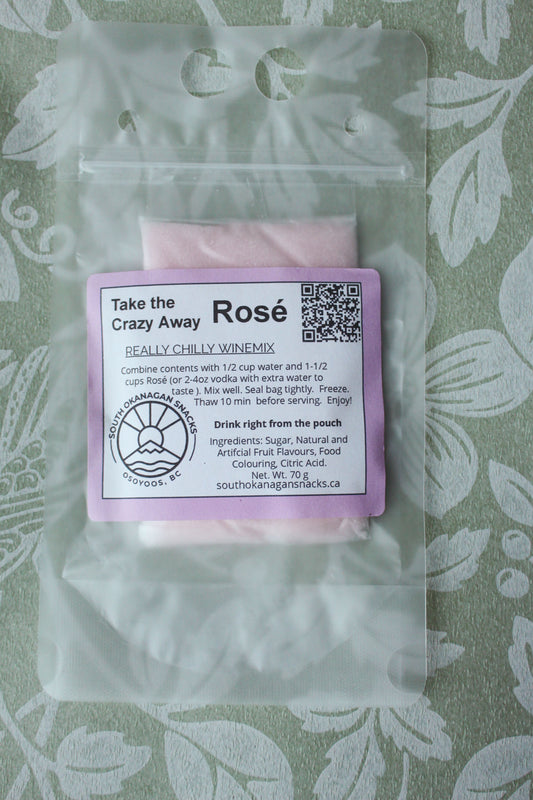 Take the
Crazy Away
Rosé
REALLY CHILLY WINEMIX
Combine contents with 1/2 cup water and 1-1/2
cups Rosé (or 2-4oz vodka with extra water to
taste ). Mix well. Seal bag tightly. Freeze.
Thaw 10 min before serving. Enjoy!
SOUTH OKANAGAN SNACKS
OSOYOOS, BC
Drink right from the pouch
Ingredients: Sugar, Natural and
Artifcial Fruit Flavours, Food
Colouring, Citric Acid.
Net. Wt. 70 g
southokanagansnacks.ca